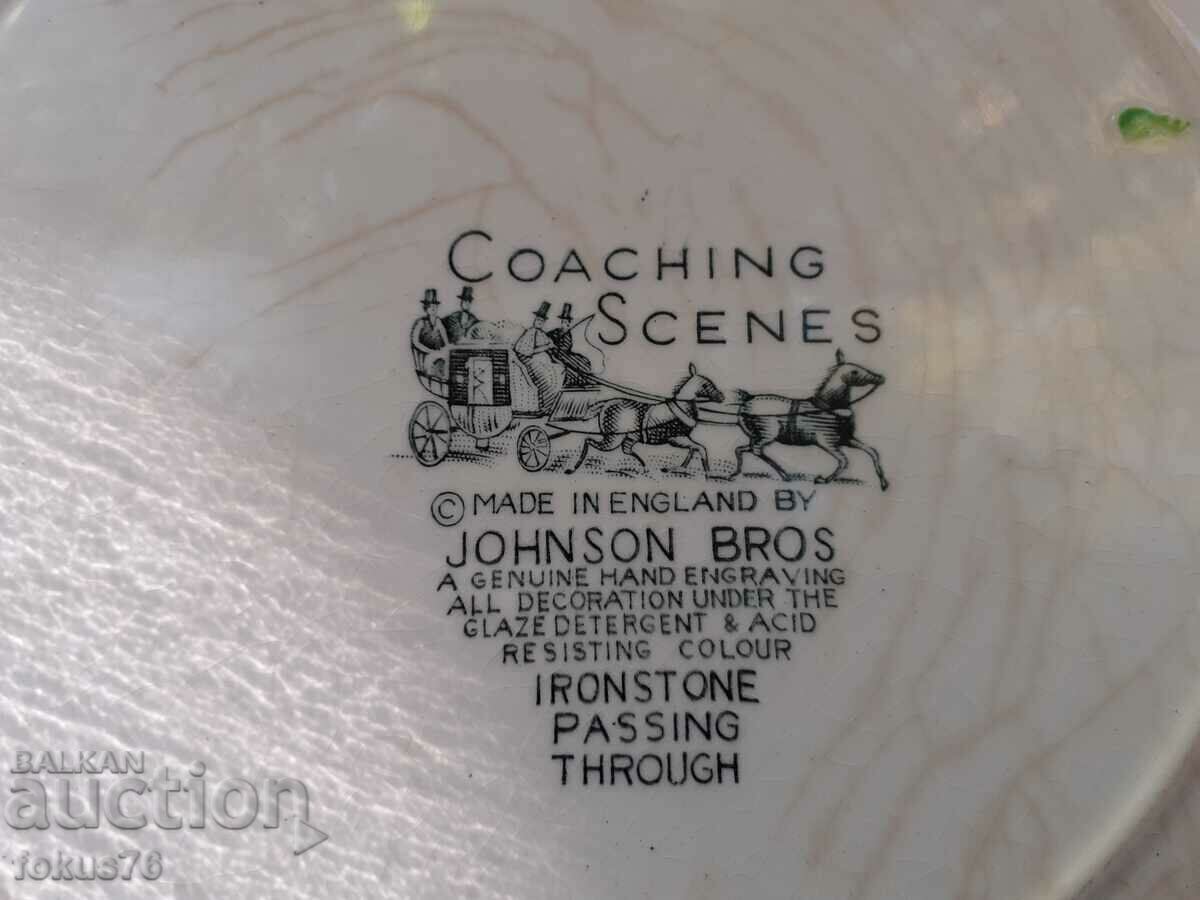 COACHING
SCENES
© MADE IN ENGLAND BY
JOHNSON BROS
A GENUINE HAND ENGRAVING
ALL DECORATION UNDER THE
GLAZE DETERGENT & ACID
RESISTING COLOUR
IRONSTONE
PASSING
THROUGH
BALKAN
auction
fokus76